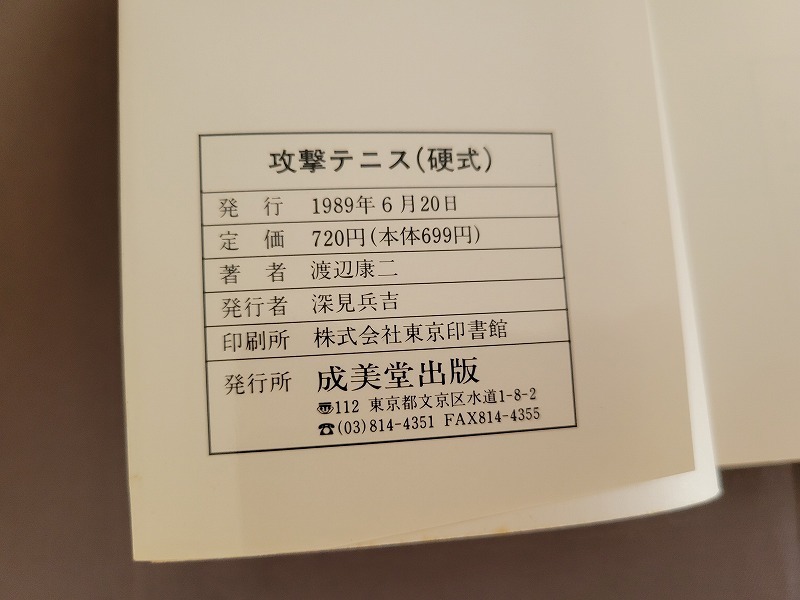 攻撃テニス(硬式)
発 行 1989年6月20日
定 価 720円(本体699円)
著 者 渡辺康二
発行者 深見兵吉
印刷所 株式会社東京印書館
発行所 成美堂出版
〠112 東京都文京区水道1-8-2
☎(03)814-4351 FAX814-4355